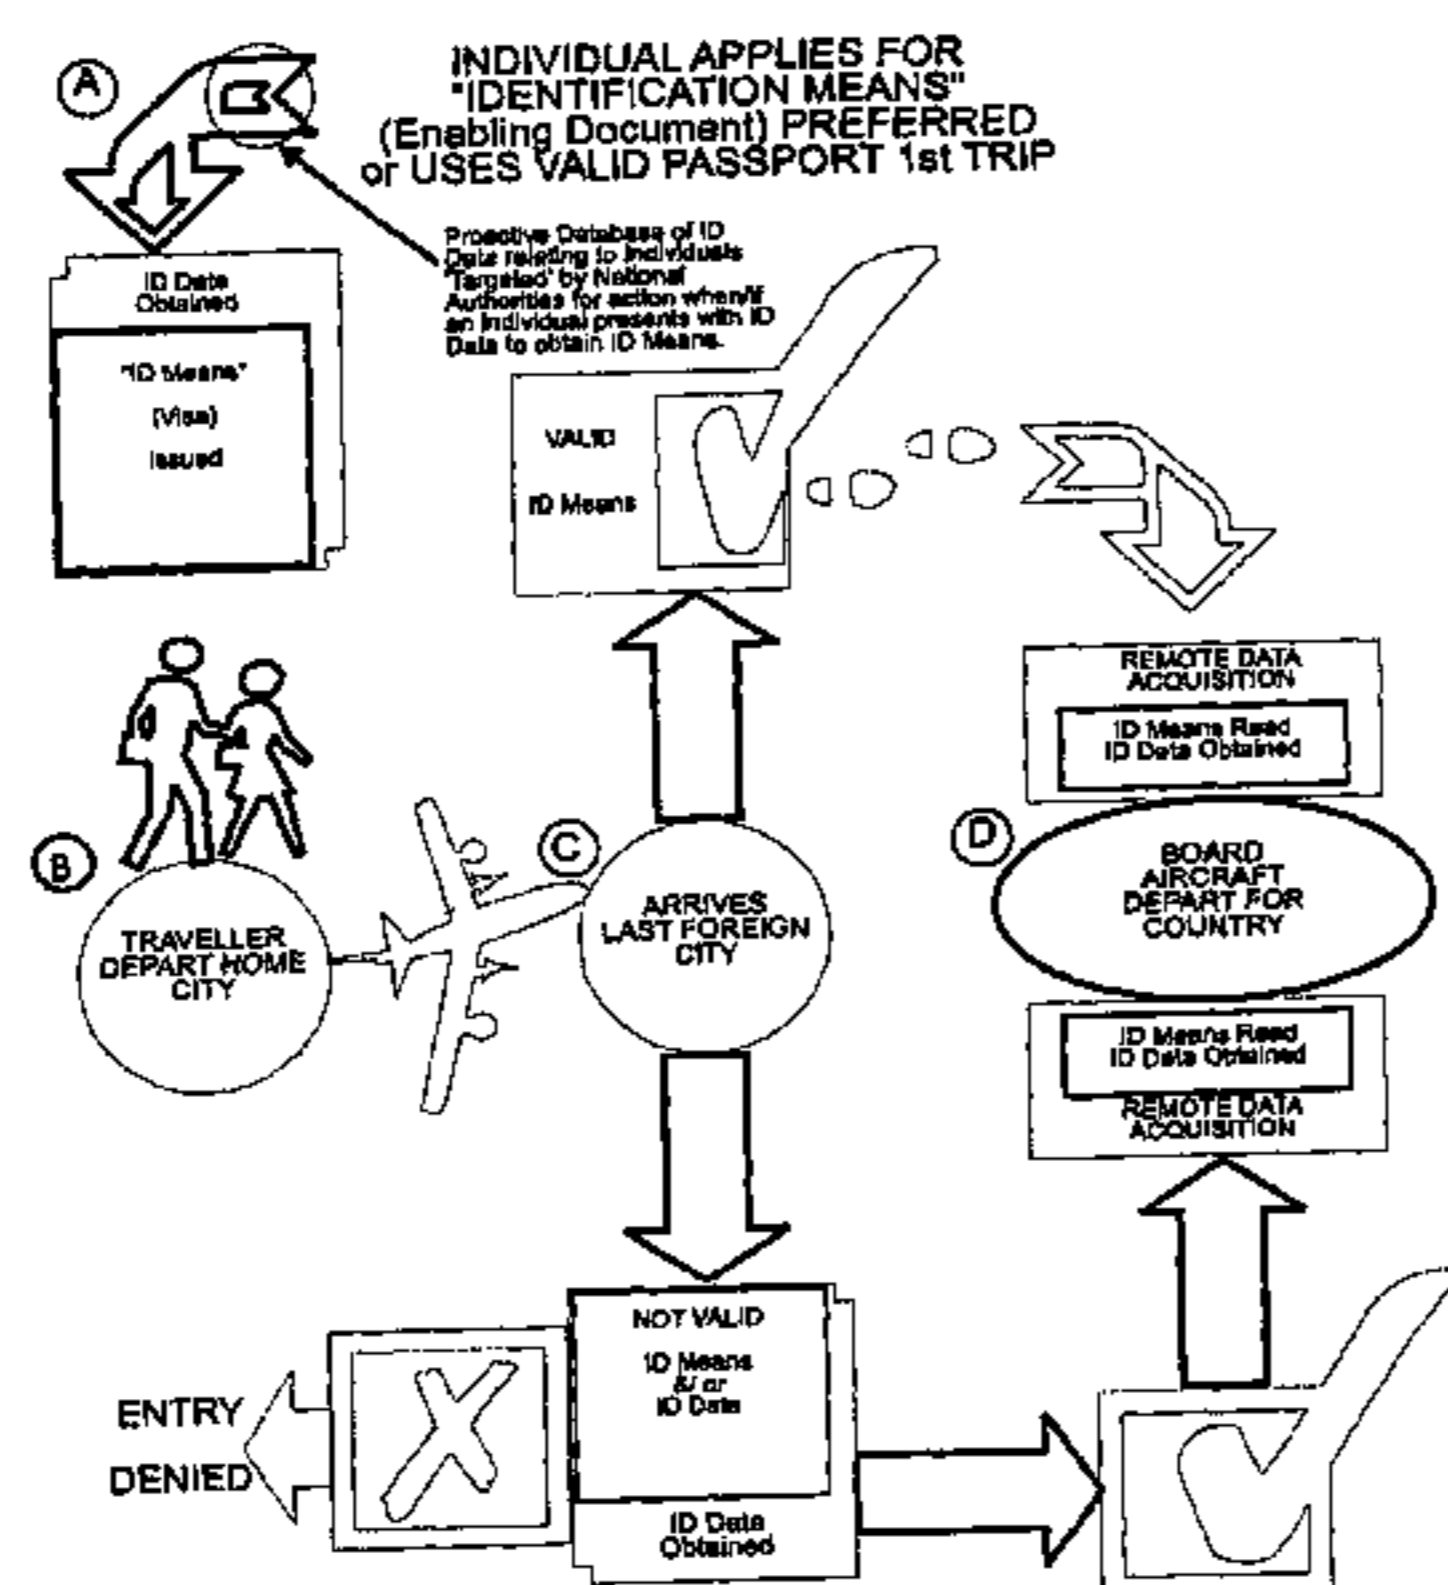 A
INDIVIDUAL APPLIES FOR
"IDENTIFICATION MEANS"
(Enabling Document) PREFERRED
or USES VALID PASSPORT 1st TRIP
Proactive Database of ID
Data relating to Individuals
'Targeted' by National
Authorities for action when/if
an individual presents with ID
Data to obtain ID Means.
ID Data
Obtained
"ID Means"
(Visa)
Issued
VALID
ID Means
REMOTE DATA
ACQUISITION
ID Means Read
ID Data Obtained
B
TRAVELLER
DEPART HOME
CITY
C
ARRIVES
LAST FOREIGN
CITY
D
BOARD
AIRCRAFT
DEPART FOR
COUNTRY
ID Means Read
ID Data Obtained
REMOTE DATA
ACQUISITION
NOT VALID
ID Means
&/ or
ID Data
ENTRY
DENIED
ID Data
Obtained